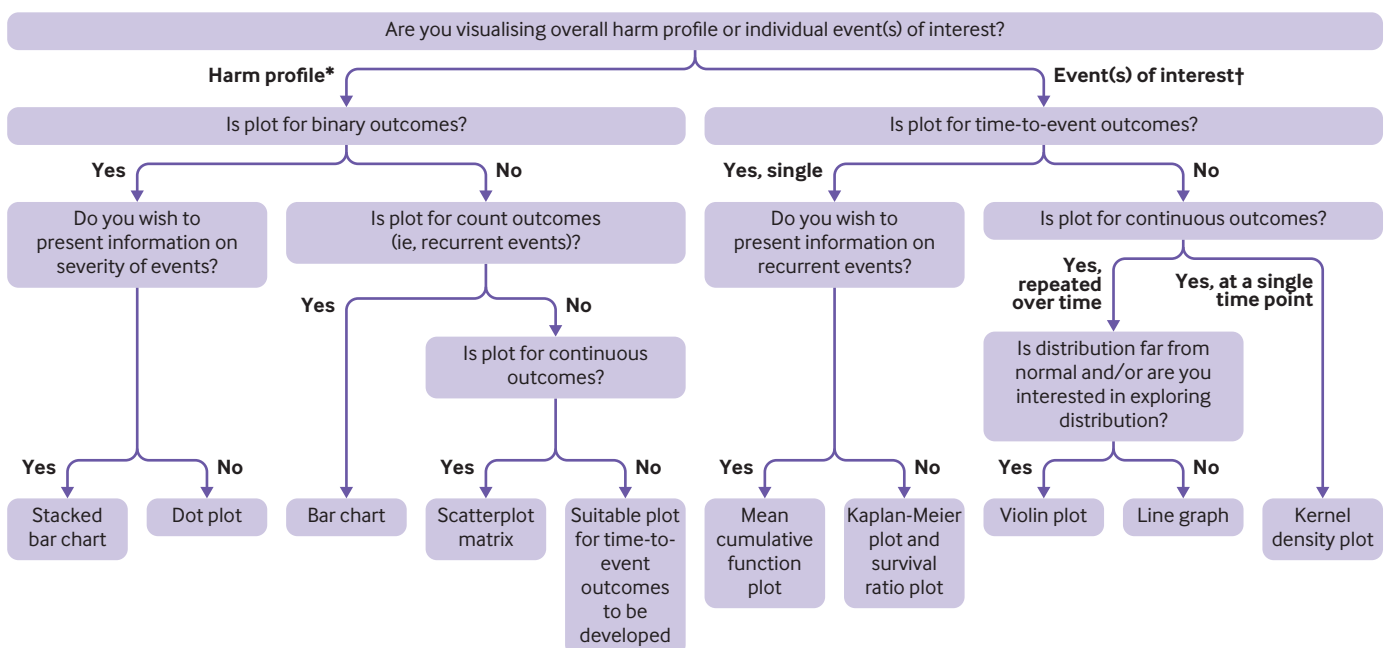 Are you visualising overall harm profile or individual event(s) of interest?
Harm profile*
Event(s) of interest†
Is plot for binary outcomes?
Is plot for time-to-event outcomes?
Yes
No
Yes, single
No
Do you wish to
present information on
severity of events?
Is plot for count outcomes
(ie, recurrent events)?
Do you wish to
present information on
recurrent events?
Is plot for continuous outcomes?
Yes
No
Yes,
repeated
over time
Yes, at a single
time point
Is plot for continuous
outcomes?
Is distribution far from
normal and/or are you
interested in exploring
distribution?
Yes
No
Yes
No
Yes
No
Yes
No
Stacked
bar chart
Dot plot
Bar chart
Scatterplot
matrix
Suitable plot
for time-to-
event
outcomes
to be
developed
Mean
cumulative
function
plot
Kaplan-Meier
plot and
survival
ratio plot
Violin plot
Line graph
Kernel
density plot